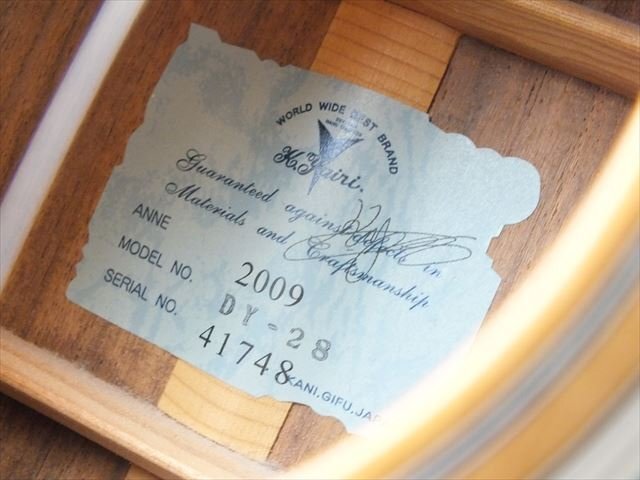 WORLD WIDE BEST BRAND
K.Yairi.
Guaranteed against defects in
Materials and Craftsmanship
ANNE 2009
MODEL NO. DY-28
SERIAL NO. 41748
KANI.GIFU.JAP